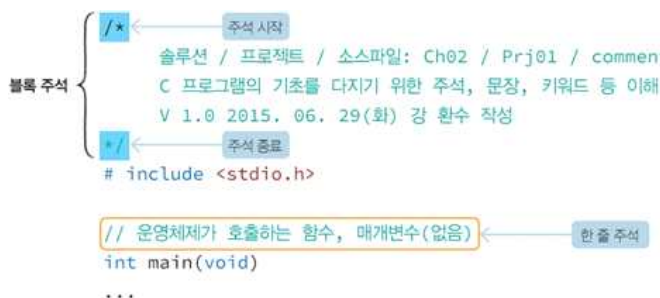 /* 주석 시작
솔루션 / 프로젝트 / 소스파일: Ch02 / Prj01 / commen
블록 주석 C 프로그램의 기초를 다지기 위한 주석, 문장, 키워드 등 이해
V 1.0 2015. 06. 29(화) 강 환수 작성
*/ 주석 종료
# include <stdio.h>
// 운영체제가 호출하는 함수, 매개변수(없음) 한 줄 주석
int main(void)
...